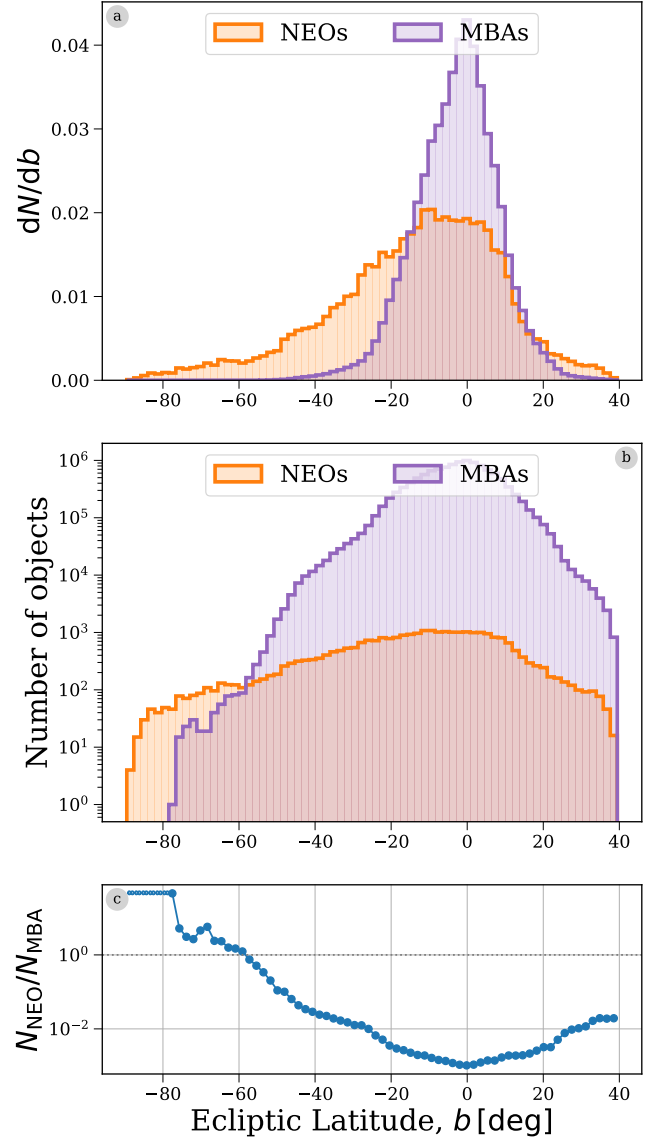 a
NEOs MBAs
0.04
0.03
0.02
0.01
0.00
dN/db
−80 −60 −40 −20 0 20 40
b
NEOs MBAs
10^6
10^5
10^4
10^3
10^2
10^1
10^0
Number of objects
−80 −60 −40 −20 0 20 40
c
10^0
10^−2
N_NEO/N_MBA
−80 −60 −40 −20 0 20 40
Ecliptic Latitude, b [deg]